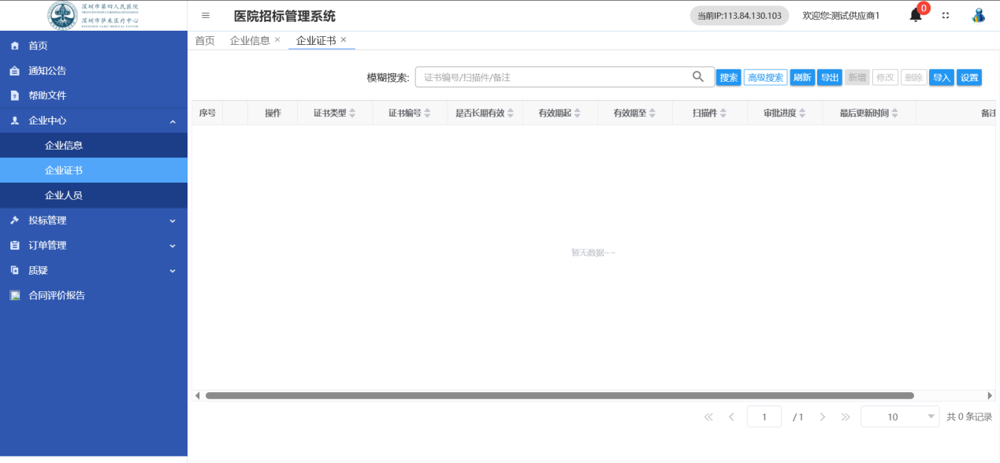 深圳市第四人民医院
深圳市萨米医疗中心
医院招标管理系统
当前IP:113.84.130.103
欢迎您:测试供应商1
0
首页
通知公告
帮助文件
企业中心
企业信息
企业证书
企业人员
投标管理
订单管理
质疑
合同评价报告
首页 企业信息 × 企业证书 ×
模糊搜索: 证书编号/扫描件/备注 搜索 高级搜索 刷新 导出 新增 修改 删除 导入 设置
序号 操作 证书类型 证书编号 是否长期有效 有效期起 有效期至 扫描件 审批进度 最后更新时间 备注
暂无数据~~
1 / 1 10 共 0 条记录